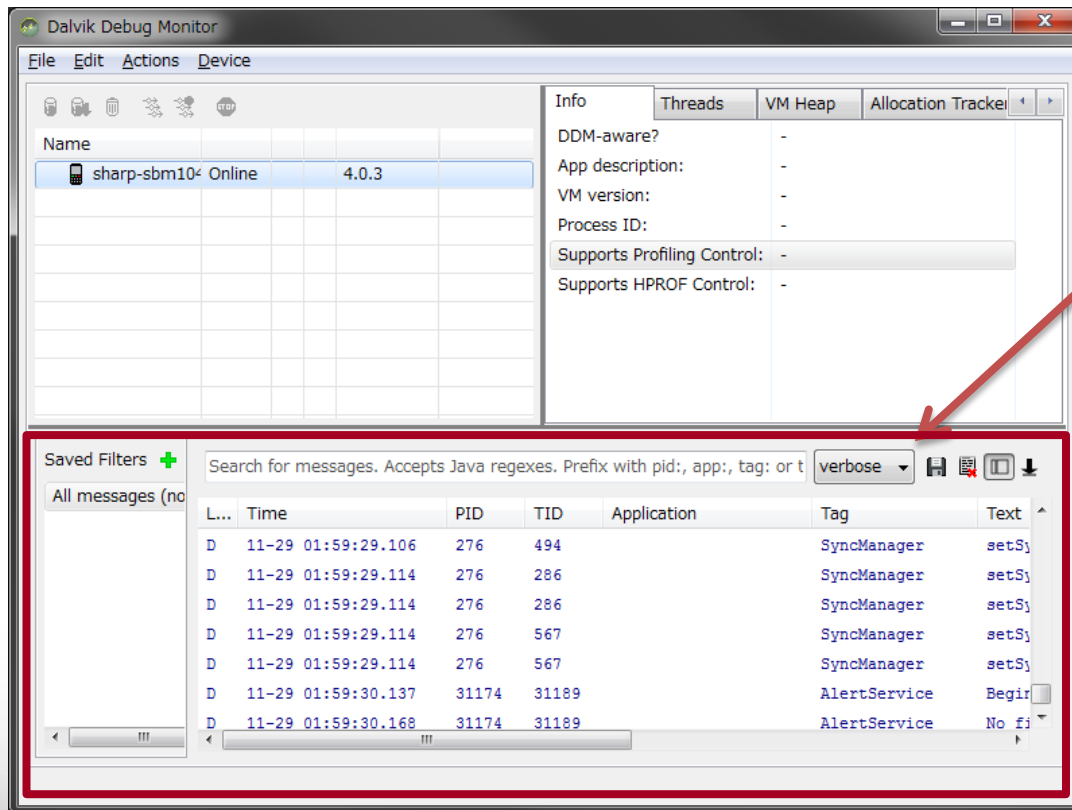 Dalvik Debug Monitor
File Edit Actions Device
STOP
Info Threads VM Heap Allocation Tracker
Name
sharp-sbm104 Online 4.0.3
DDM-aware? -
App description: -
VM version: -
Process ID: -
Supports Profiling Control: -
Supports HPROF Control: -
Saved Filters
Search for messages. Accepts Java regexes. Prefix with pid:, app:, tag: or t verbose
All messages (no
L... Time PID TID Application Tag Text
D 11-29 01:59:29.106 276 494 SyncManager setSy
D 11-29 01:59:29.114 276 286 SyncManager setSy
D 11-29 01:59:29.114 276 286 SyncManager setSy
D 11-29 01:59:29.114 276 567 SyncManager setSy
D 11-29 01:59:29.114 276 567 SyncManager setSy
D 11-29 01:59:30.137 31174 31189 AlertService Begin
D 11-29 01:59:30.168 31174 31189 AlertService No fi